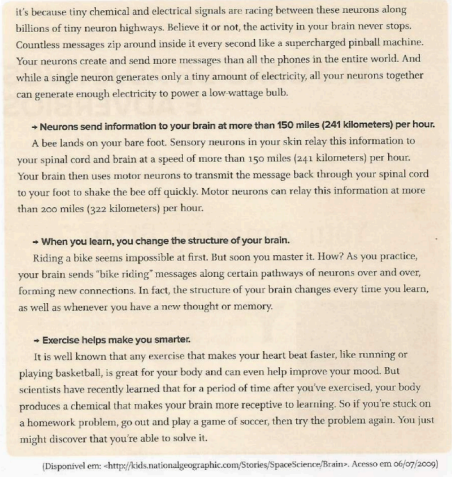 it's because tiny chemical and electrical signals are racing between these neurons along
billions of tiny neuron highways. Believe it or not, the activity in your brain never stops.
Countless messages zip around inside it every second like a supercharged pinball machine.
Your neurons create and send more messages than all the phones in the entire world. And
while a single neuron generates only a tiny amount of electricity, all your neurons together
can generate enough electricity to power a low-wattage bulb.
→ Neurons send information to your brain at more than 150 miles (241 kilometers) per hour.
A bee lands on your bare foot. Sensory neurons in your skin relay this information to
your spinal cord and brain at a speed of more than 150 miles (241 kilometers) per hour.
Your brain then uses motor neurons to transmit the message back through your spinal cord
to your foot to shake the bee off quickly. Motor neurons can relay this information at more
than 200 miles (322 kilometers) per hour.
→ When you learn, you change the structure of your brain.
Riding a bike seems impossible at first. But soon you master it. How? As you practice,
your brain sends "bike riding" messages along certain pathways of neurons over and over,
forming new connections. In fact, the structure of your brain changes every time you learn,
as well as whenever you have a new thought or memory.
→ Exercise helps make you smarter.
It is well known that any exercise that makes your heart beat faster, like running or
playing basketball, is great for your body and can even help improve your mood. But
scientists have recently learned that for a period of time after you've exercised, your body
produces a chemical that makes your brain more receptive to learning. So if you're stuck on
a homework problem, go out and play a game of soccer, then try the problem again. You just
might discover that you're able to solve it.
(Disponível em: <http://kids.nationalgeographic.com/Stories/SpaceScience/Brain>. Acesso em 06/07/2009)